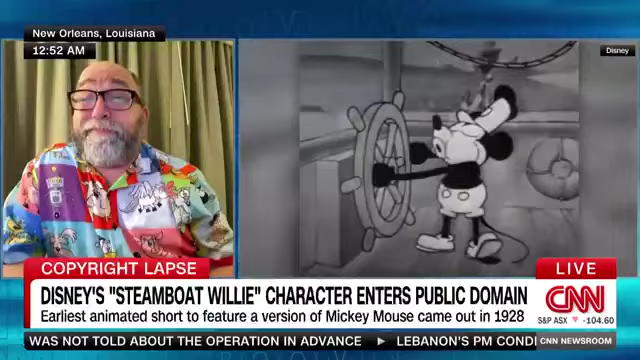 New Orleans, Louisiana
12:52 AM
Disney
COPYRIGHT LAPSE
LIVE
DISNEY'S "STEAMBOAT WILLIE" CHARACTER ENTERS PUBLIC DOMAIN
Earliest animated short to feature a version of Mickey Mouse came out in 1928
CNN
S&P ASX ▼ -104.60
WAS NOT TOLD ABOUT THE OPERATION IN ADVANCE ▶ LEBANON'S PM CONDE
CNN NEWSROOM